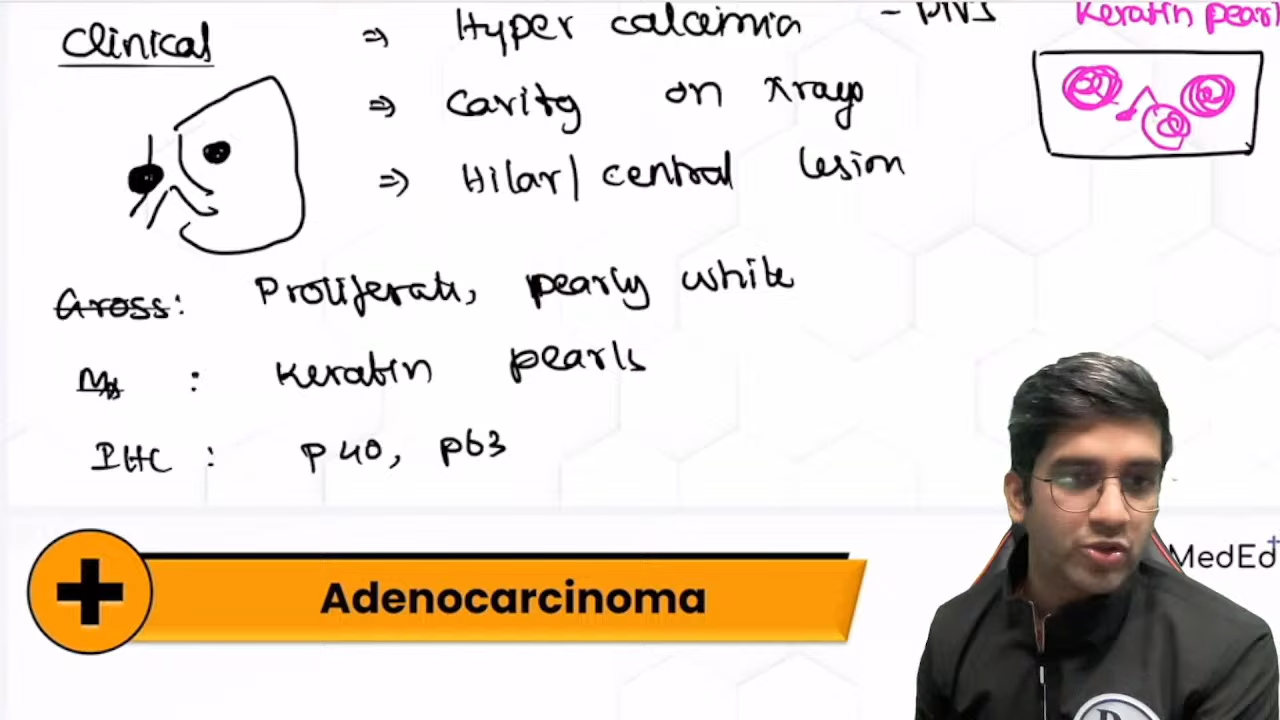 clinical ⇒ Hyper calcimia
Keratin pearl
⇒ cavity on xrays
⇒ Hilar/central lesion
Gross: Proliferati, pearly white
: Keratin pearls
IHC : P40, p63
Adenocarcinoma
MedEd